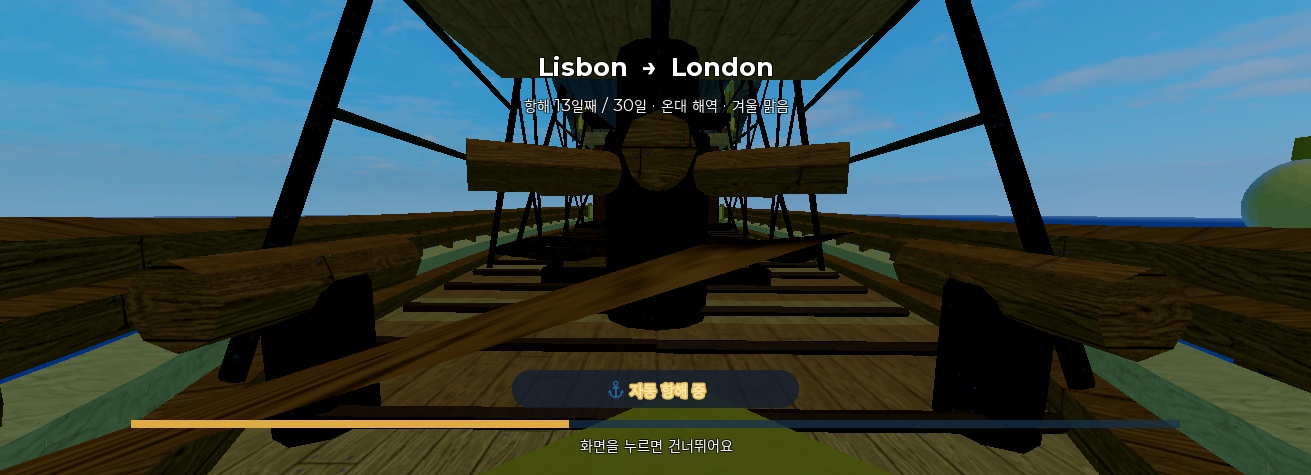 Lisbon → London
항해 13일째 / 30일 · 온대 해역 · 겨울 맑음
⚓ 자동 항해 중
화면을 누르면 건너뛰어요